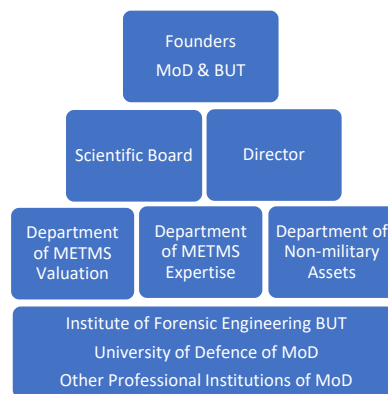 Founders
MoD & BUT
Scientific Board
Director
Department
of METMS
Valuation
Department
of METMS
Expertise
Department of
Non-military
Assets
Institute of Forensic Engineering BUT
University of Defence of MoD
Other Professional Institutions of MoD